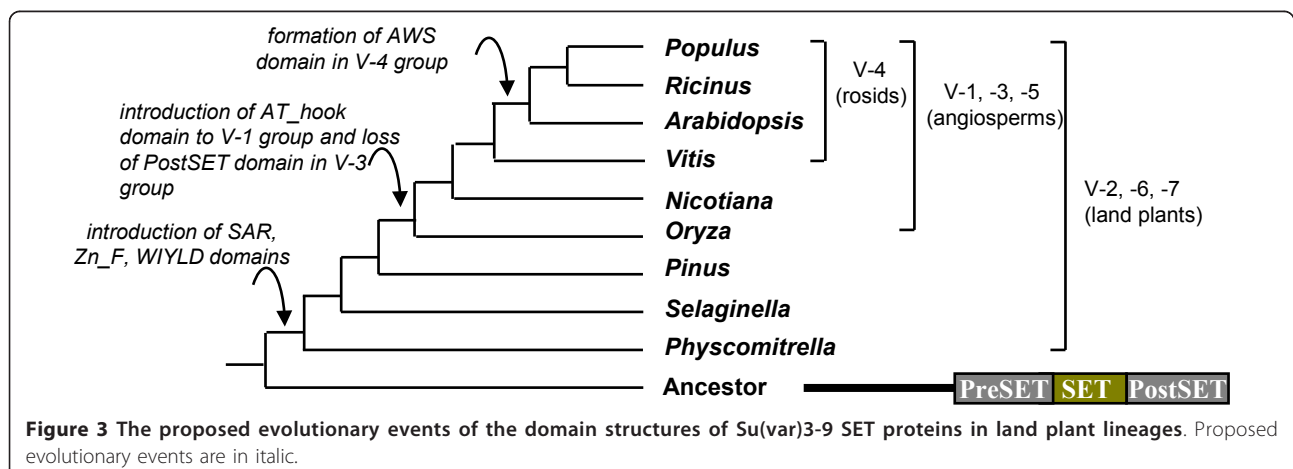 formation of AWS
domain in V-4 group
introduction of AT_hook
domain to V-1 group and loss
of PostSET domain in V-3
group
introduction of SAR,
Zn_F, WIYLD domains
Populus
Ricinus
Arabidopsis
Vitis
Nicotiana
Oryza
Pinus
Selaginella
Physcomitrella
Ancestor
V-4
(rosids)
V-1, -3, -5
(angiosperms)
V-2, -6, -7
(land plants)
PreSET SET PostSET
Figure 3 The proposed evolutionary events of the domain structures of Su(var)3-9 SET proteins in land plant lineages. Proposed
evolutionary events are in italic.